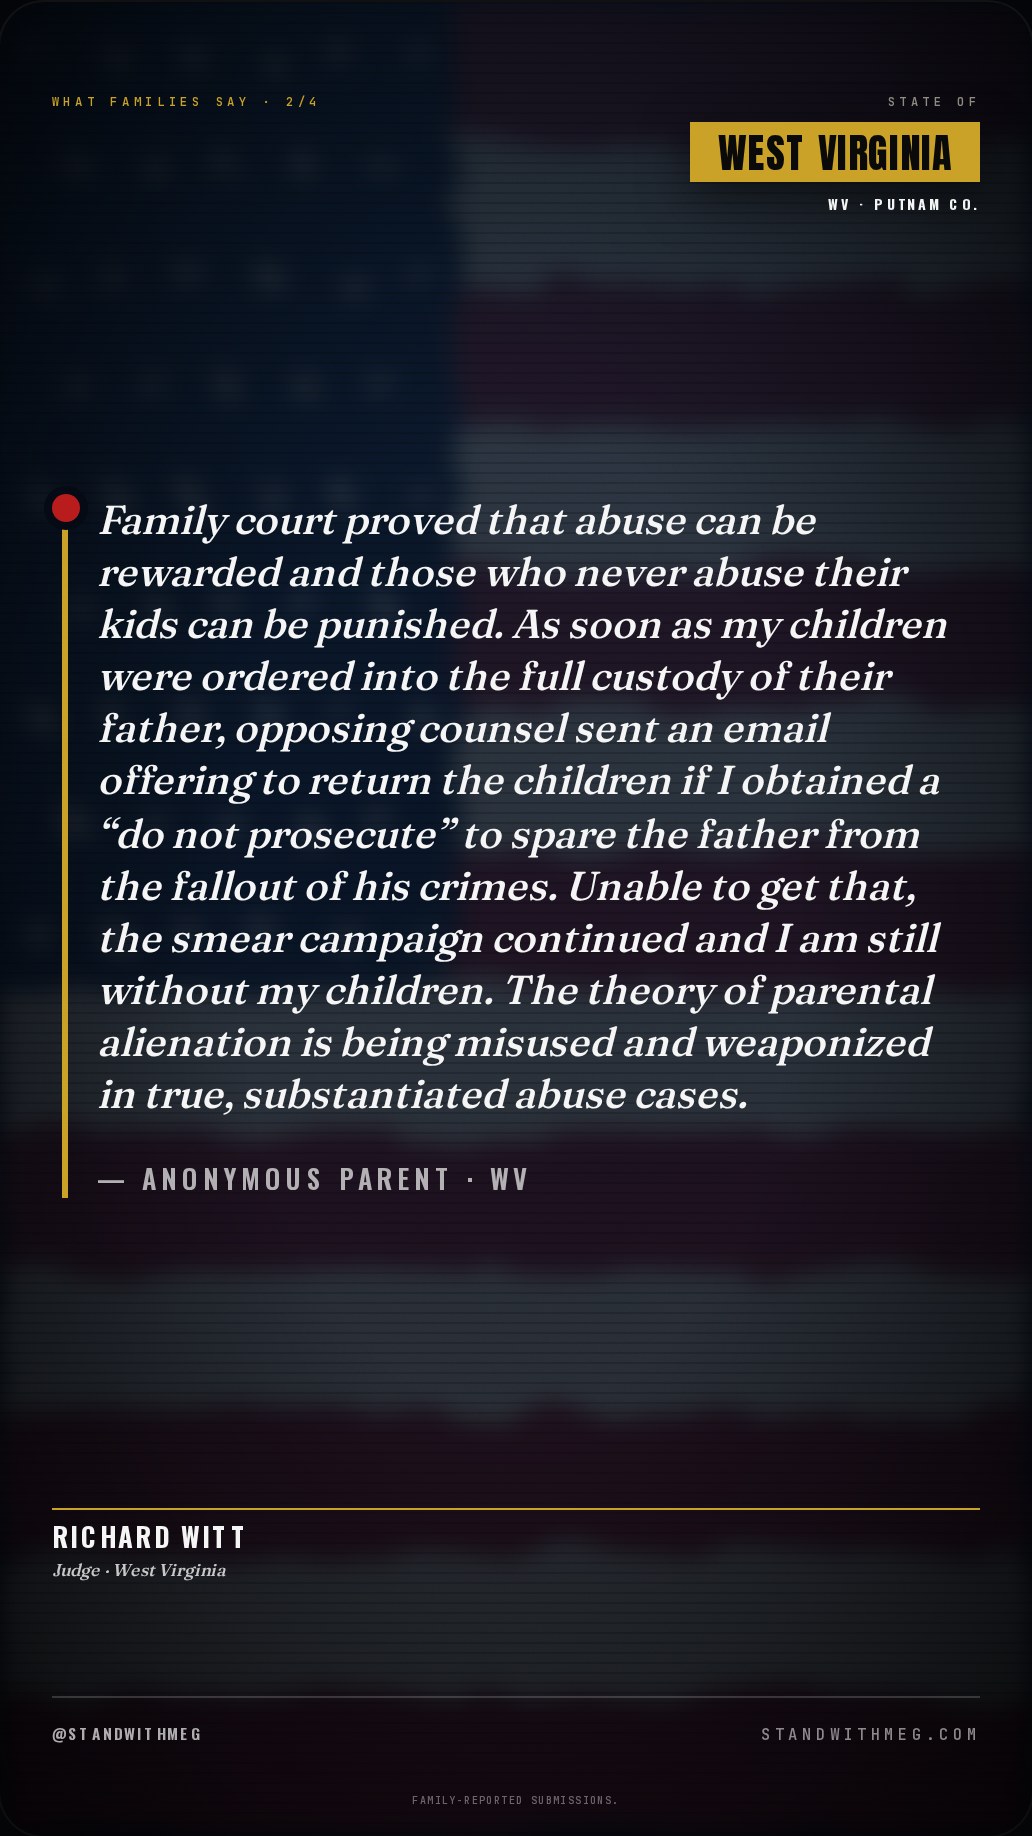 WHAT FAMILIES SAY · 2/4
STATE OF
WEST VIRGINIA
WV · PUTNAM CO.
Family court proved that abuse can be
rewarded and those who never abuse their
kids can be punished. As soon as my children
were ordered into the full custody of their
father, opposing counsel sent an email
offering to return the children if I obtained a
“do not prosecute” to spare the father from
the fallout of his crimes. Unable to get that,
the smear campaign continued and I am still
without my children. The theory of parental
alienation is being misused and weaponized
in true, substantiated abuse cases.
— ANONYMOUS PARENT · WV
RICHARD WITT
Judge · West Virginia
@STANDWITHMEG
STANDWITHMEG.COM
FAMILY-REPORTED SUBMISSIONS.